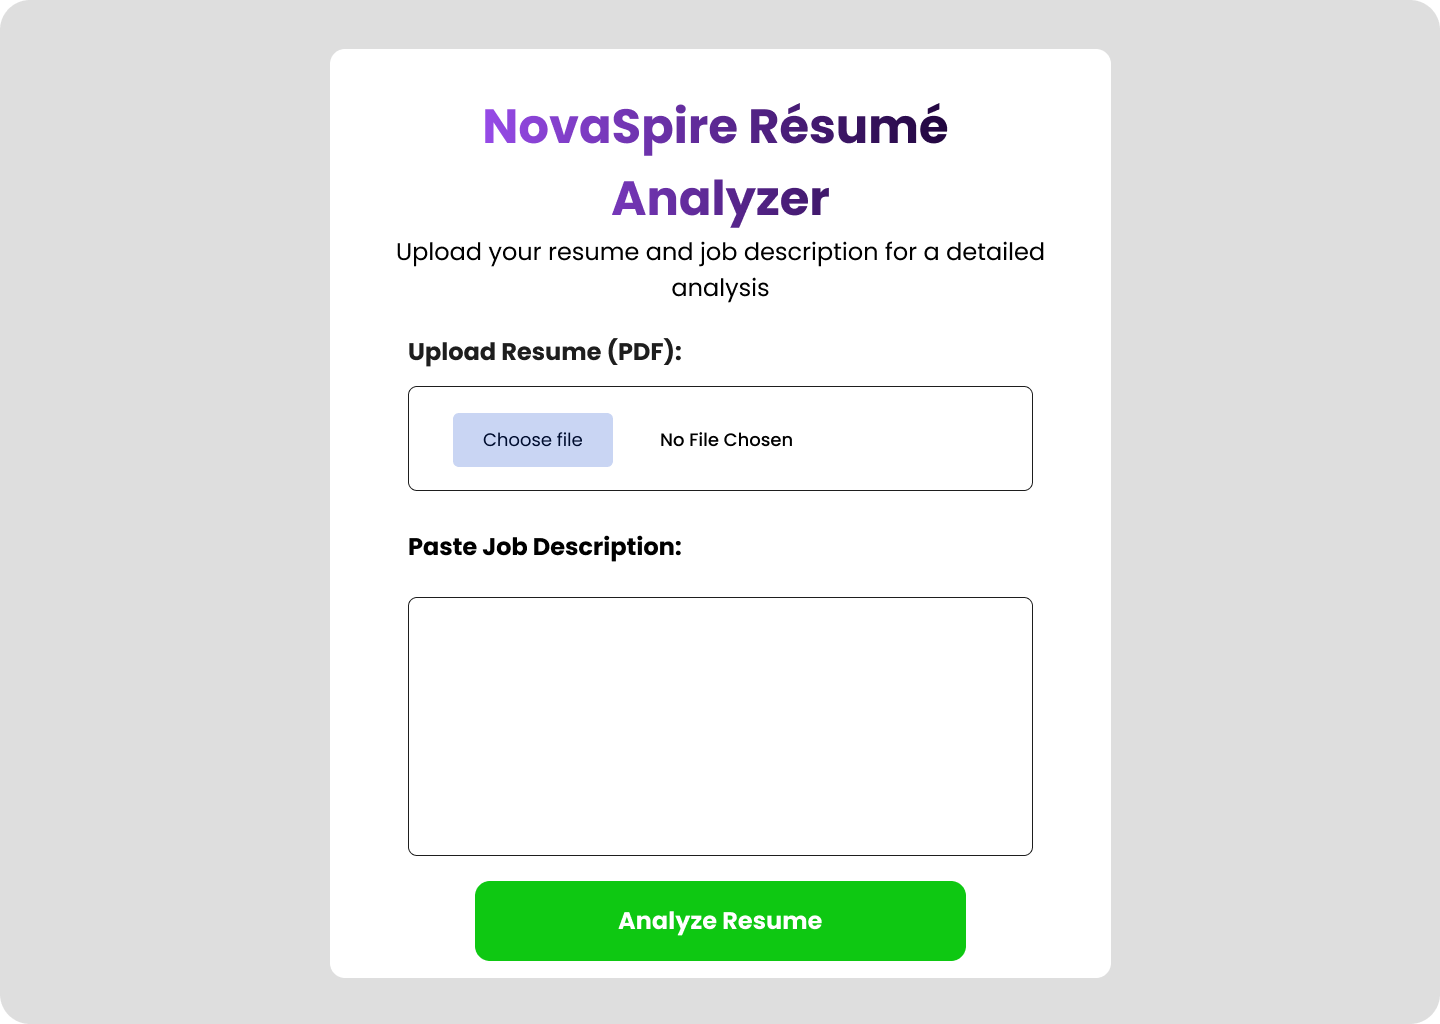 NovaSpire Résumé
Analyzer
Upload your resume and job description for a detailed
analysis
Upload Resume (PDF):
Choose file
No File Chosen
Paste Job Description:
Analyze Resume